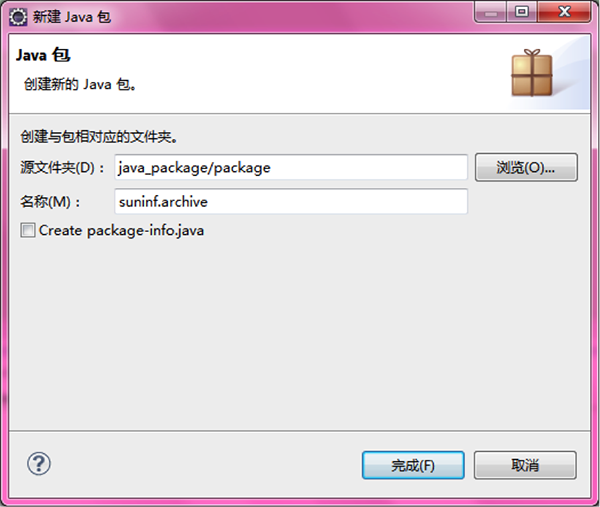 新建 Java 包
Java 包
创建新的 Java 包。
创建与包相对应的文件夹。
源文件夹(D)： java_package/package 浏览(O)...
名称(M)： suninf.archive
Create package-info.java
? 完成(F) 取消